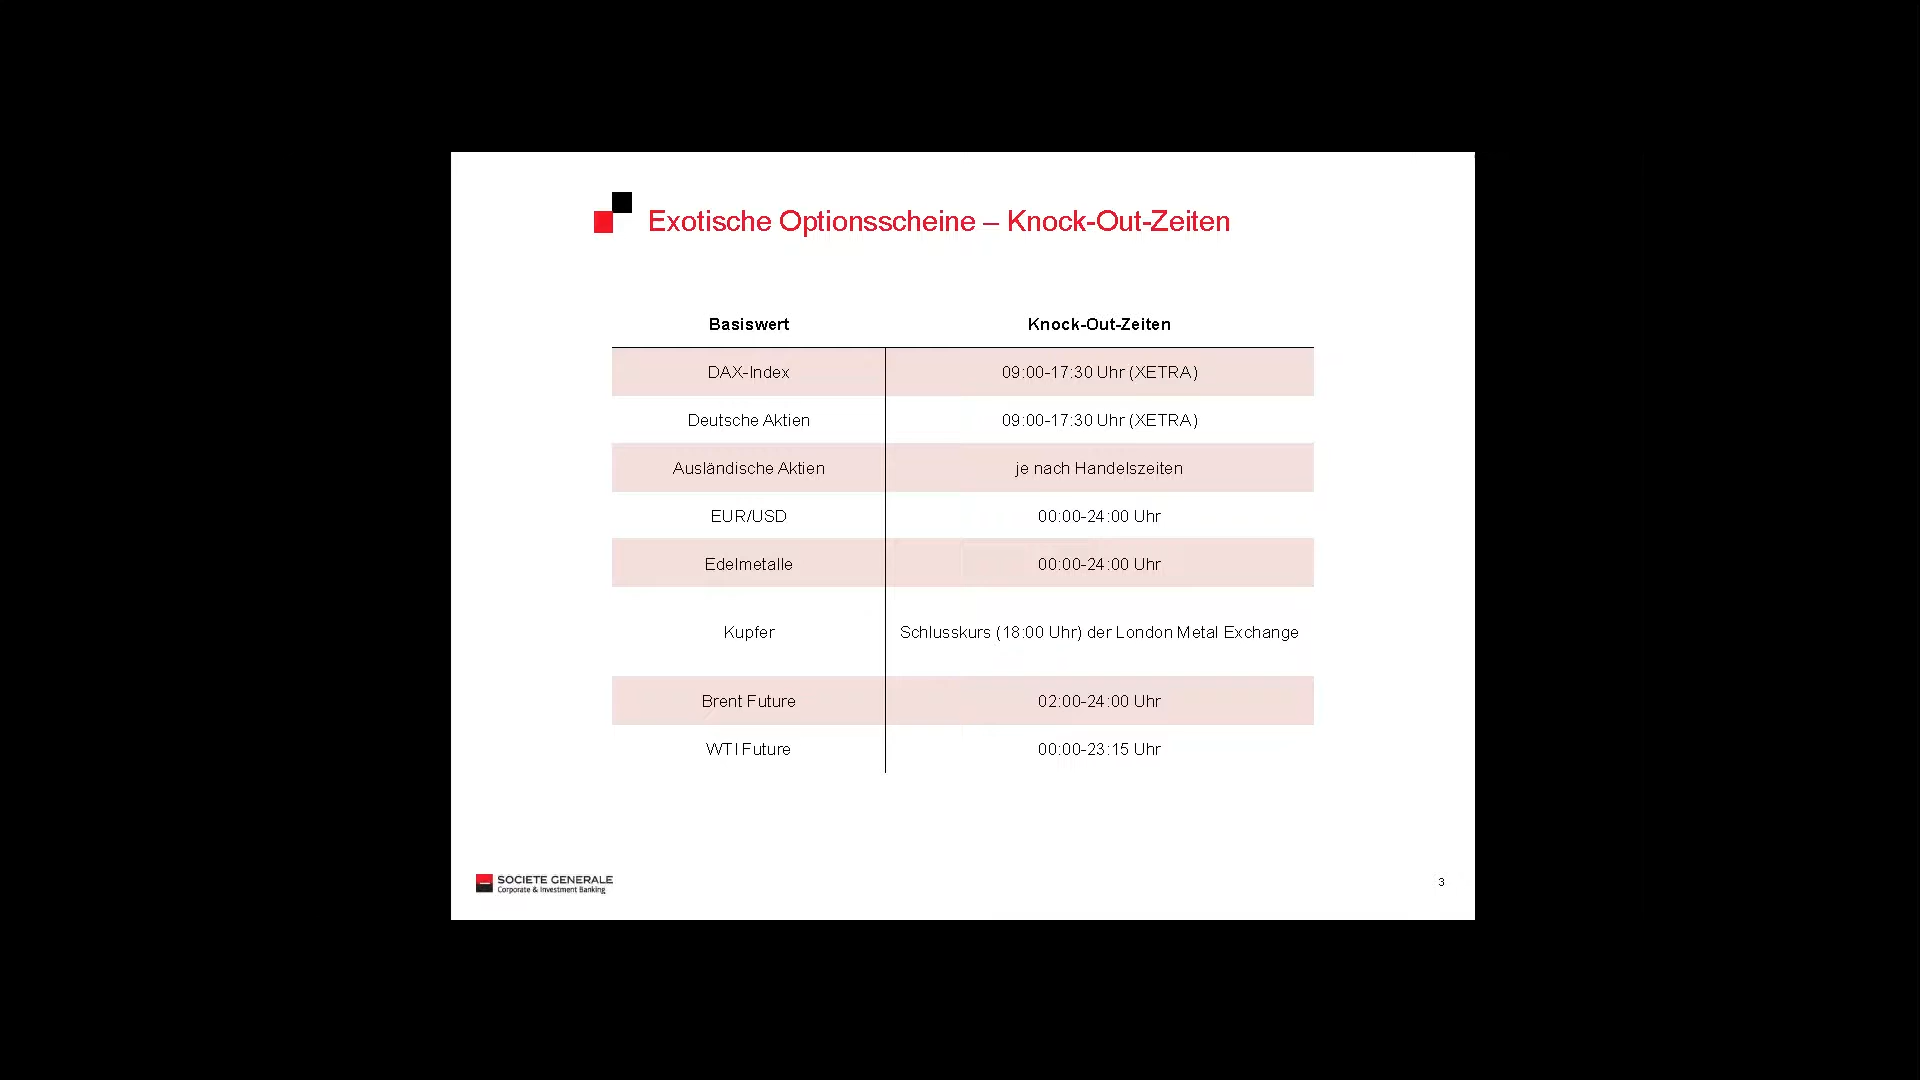 Exotische Optionsscheine – Knock-Out-Zeiten
Basiswert Knock-Out-Zeiten
DAX-Index 09:00-17:30 Uhr (XETRA)
Deutsche Aktien 09:00-17:30 Uhr (XETRA)
Ausländische Aktien je nach Handelszeiten
EUR/USD 00:00-24:00 Uhr
Edelmetalle 00:00-24:00 Uhr
Kupfer Schlusskurs (18:00 Uhr) der London Metal Exchange
Brent Future 02:00-24:00 Uhr
WTI Future 00:00-23:15 Uhr
SOCIETE GENERALE
Corporate & Investment Banking
3